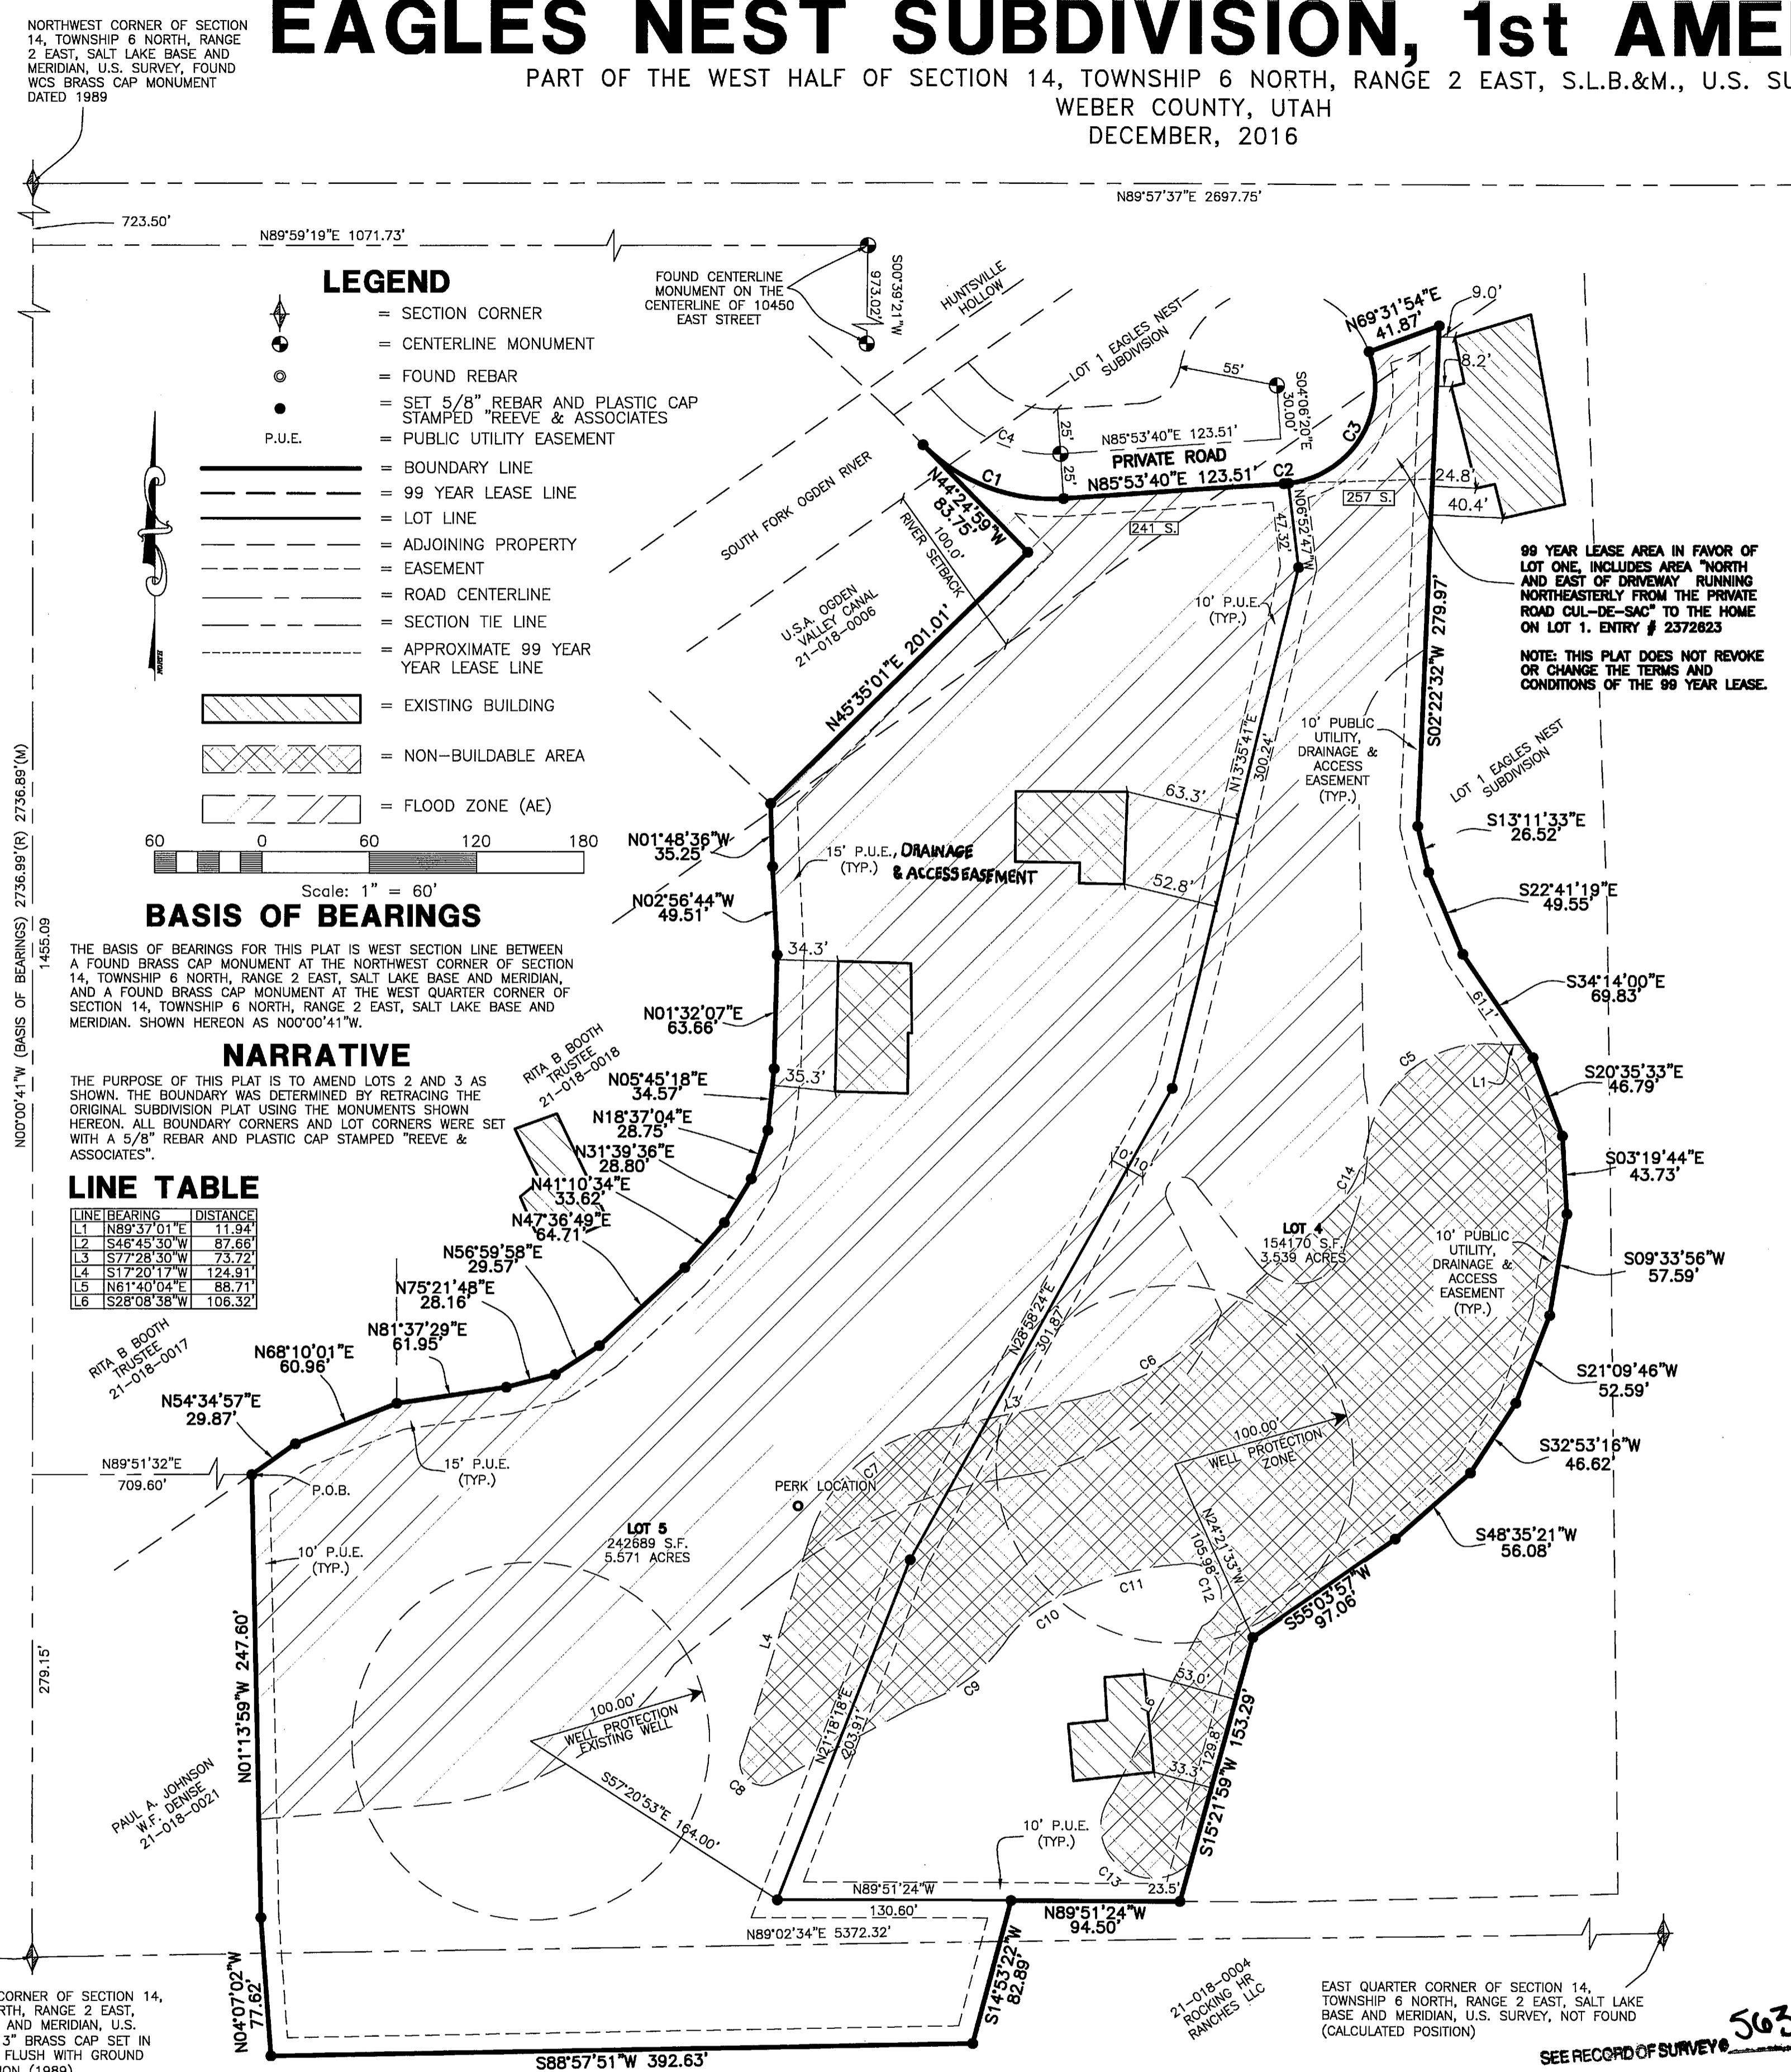 NORTHWEST CORNER OF SECTION
14, TOWNSHIP 6 NORTH, RANGE
2 EAST, SALT LAKE BASE AND
MERIDIAN, U.S. SURVEY, FOUND
WCS BRASS CAP MONUMENT
DATED 1989
EAGLES NEST SUBDIVISION, 1st AME
PART OF THE WEST HALF OF SECTION 14, TOWNSHIP 6 NORTH, RANGE 2 EAST, S.L.B.&M., U.S. SU
WEBER COUNTY, UTAH
DECEMBER, 2016
N89°57'37"E 2697.75'
723.50'
N89°59'19"E 1071.73'
LEGEND
= SECTION CORNER
= CENTERLINE MONUMENT
= FOUND REBAR
= SET 5/8" REBAR AND PLASTIC CAP
STAMPED "REEVE & ASSOCIATES
P.U.E. = PUBLIC UTILITY EASEMENT
= BOUNDARY LINE
= 99 YEAR LEASE LINE
= LOT LINE
= ADJOINING PROPERTY
= EASEMENT
= ROAD CENTERLINE
= SECTION TIE LINE
= APPROXIMATE 99 YEAR
YEAR LEASE LINE
= EXISTING BUILDING
= NON-BUILDABLE AREA
= FLOOD ZONE (AE)
60 0 60 120 180
Scale: 1" = 60'
BASIS OF BEARINGS
THE BASIS OF BEARINGS FOR THIS PLAT IS WEST SECTION LINE BETWEEN
A FOUND BRASS CAP MONUMENT AT THE NORTHWEST CORNER OF SECTION
14, TOWNSHIP 6 NORTH, RANGE 2 EAST, SALT LAKE BASE AND MERIDIAN,
AND A FOUND BRASS CAP MONUMENT AT THE WEST QUARTER CORNER OF
SECTION 14, TOWNSHIP 6 NORTH, RANGE 2 EAST, SALT LAKE BASE AND
MERIDIAN. SHOWN HEREON AS N00°00'41"W.
NARRATIVE
THE PURPOSE OF THIS PLAT IS TO AMEND LOTS 2 AND 3 AS
SHOWN. THE BOUNDARY WAS DETERMINED BY RETRACING THE
ORIGINAL SUBDIVISION PLAT USING THE MONUMENTS SHOWN
HEREON. ALL BOUNDARY CORNERS AND LOT CORNERS WERE SET
WITH A 5/8" REBAR AND PLASTIC CAP STAMPED "REEVE &
ASSOCIATES".
LINE TABLE
LINE BEARING DISTANCE
L1 N89°37'01"E 11.94'
L2 S46°45'30"W 87.66'
L3 S77°28'30"W 73.72'
L4 S17°20'17"W 124.91'
L5 N61°40'04"E 88.71'
L6 S28°08'38"W 106.32'
N00°00'41"W (BASIS OF BEARINGS) 2736.99'(R) 2736.89'(M)
1455.09
279.15'
FOUND CENTERLINE
MONUMENT ON THE
CENTERLINE OF 10450
EAST STREET
S00°39'21"W
973.02'
HUNTSVILLE
HOLLOW
LOT 1 EAGLES NEST
SUBDIVISION
55'
S04°06'20"E
30.00'
C4
25'
25'
N85°53'40"E 123.51'
PRIVATE ROAD
N85°53'40"E 123.51'
C1
C2
C3
N69°31'54"E
41.87'
9.0'
8.2'
24.8'
40.4'
257 S.
241 S.
N44°24'59"W
83.75'
100.0'
RIVER SETBACK
SOUTH FORK OGDEN RIVER
U.S.A. OGDEN
VALLEY CANAL
21-018-0006
N45°35'01"E 201.01'
N06°52'47"W
47.32'
10' P.U.E.
(TYP.)
99 YEAR LEASE AREA IN FAVOR OF
LOT ONE, INCLUDES AREA "NORTH
AND EAST OF DRIVEWAY RUNNING
NORTHEASTERLY FROM THE PRIVATE
ROAD CUL-DE-SAC" TO THE HOME
ON LOT 1. ENTRY # 2372623
NOTE: THIS PLAT DOES NOT REVOKE
OR CHANGE THE TERMS AND
CONDITIONS OF THE 99 YEAR LEASE.
S02°22'32"W 279.97'
10' PUBLIC
UTILITY,
DRAINAGE &
ACCESS
EASEMENT
(TYP.)
N13°35'41"E
300.24'
LOT 1 EAGLES NEST
SUBDIVISION
63.3'
52.8'
N01°48'36"W
35.25'
15' P.U.E., DRAINAGE
(TYP.) & ACCESS EASEMENT
N02°56'44"W
49.51'
34.3'
N01°32'07"E
63.66'
35.3'
N05°45'18"E
34.57'
N18°37'04"E
28.75'
N31°39'36"E
28.80'
N41°10'34"E
33.62'
N47°36'49"E
64.71'
N56°59'58"E
29.57'
N75°21'48"E
28.16'
N81°37'29"E
61.95'
N68°10'01"E
60.96'
N54°34'57"E
29.87'
RITA B BOOTH
TRUSTEE
21-018-0018
RITA B BOOTH
TRUSTEE
21-018-0017
N89°51'32"E
709.60'
P.O.B.
15' P.U.E.
(TYP.)
10' P.U.E.
(TYP.)
S13°11'33"E
26.52'
S22°41'19"E
49.55'
S34°14'00"E
69.83'
61.1'
L1
C5
S20°35'33"E
46.79'
S03°19'44"E
43.73'
S09°33'56"W
57.59'
S21°09'46"W
52.59'
S32°53'16"W
46.62'
S48°35'21"W
56.08'
S55°03'57"W
97.06'
10' 10'
C14
LOT 4
154170 S.F.
3.539 ACRES
10' PUBLIC
UTILITY,
DRAINAGE &
ACCESS
EASEMENT
(TYP.)
N28°58'24"E
301.87'
C6
L3
C7
100.00'
WELL PROTECTION
ZONE
PERK LOCATION
LOT 5
242689 S.F.
5.571 ACRES
N24°21'33"W
105.98'
C12
C11
C10
C9
L4
C8
N21°18'18"E
203.91'
100.00'
WELL PROTECTION
EXISTING WELL
S57°20'53"E 164.00'
53.0'
L6
33.3'
129.8'
S15°21'59"W 153.29'
C13
23.5'
10' P.U.E.
(TYP.)
N89°51'24"W
130.60'
N89°51'24"W
94.50'
N89°02'34"E 5372.32'
S14°53'22"W
82.89'
N01°13'59"W 247.60'
PAUL A. JOHNSON
W.F. DENISE
21-018-0021
N04°07'02"W
77.62'
S88°57'51"W 392.63'
21-018-0004
ROCKING HR
RANCHES LLC
CORNER OF SECTION 14,
RTH, RANGE 2 EAST,
AND MERIDIAN, U.S.
3" BRASS CAP SET IN
FLUSH WITH GROUND
ION (1989)
EAST QUARTER CORNER OF SECTION 14,
TOWNSHIP 6 NORTH, RANGE 2 EAST, SALT LAKE
BASE AND MERIDIAN, U.S. SURVEY, NOT FOUND
(CALCULATED POSITION)
SEE RECORD OF SURVEY # 563